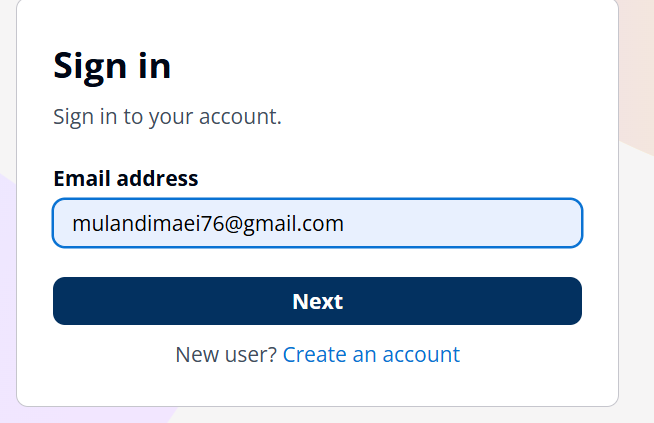 Sign in
Sign in to your account.
Email address
mulandimaei76@gmail.com
Next
New user? Create an account